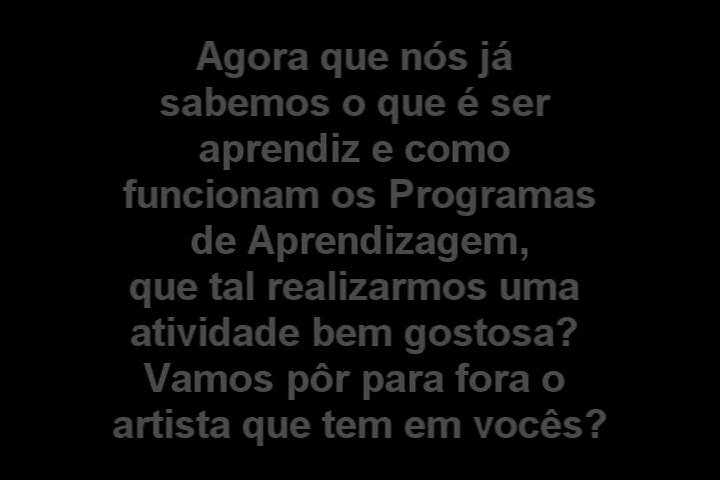 Agora que nós já
sabemos o que é ser
aprendiz e como
funcionam os Programas
de Aprendizagem,
que tal realizarmos uma
atividade bem gostosa?
Vamos pôr para fora o
artista que tem em vocês?